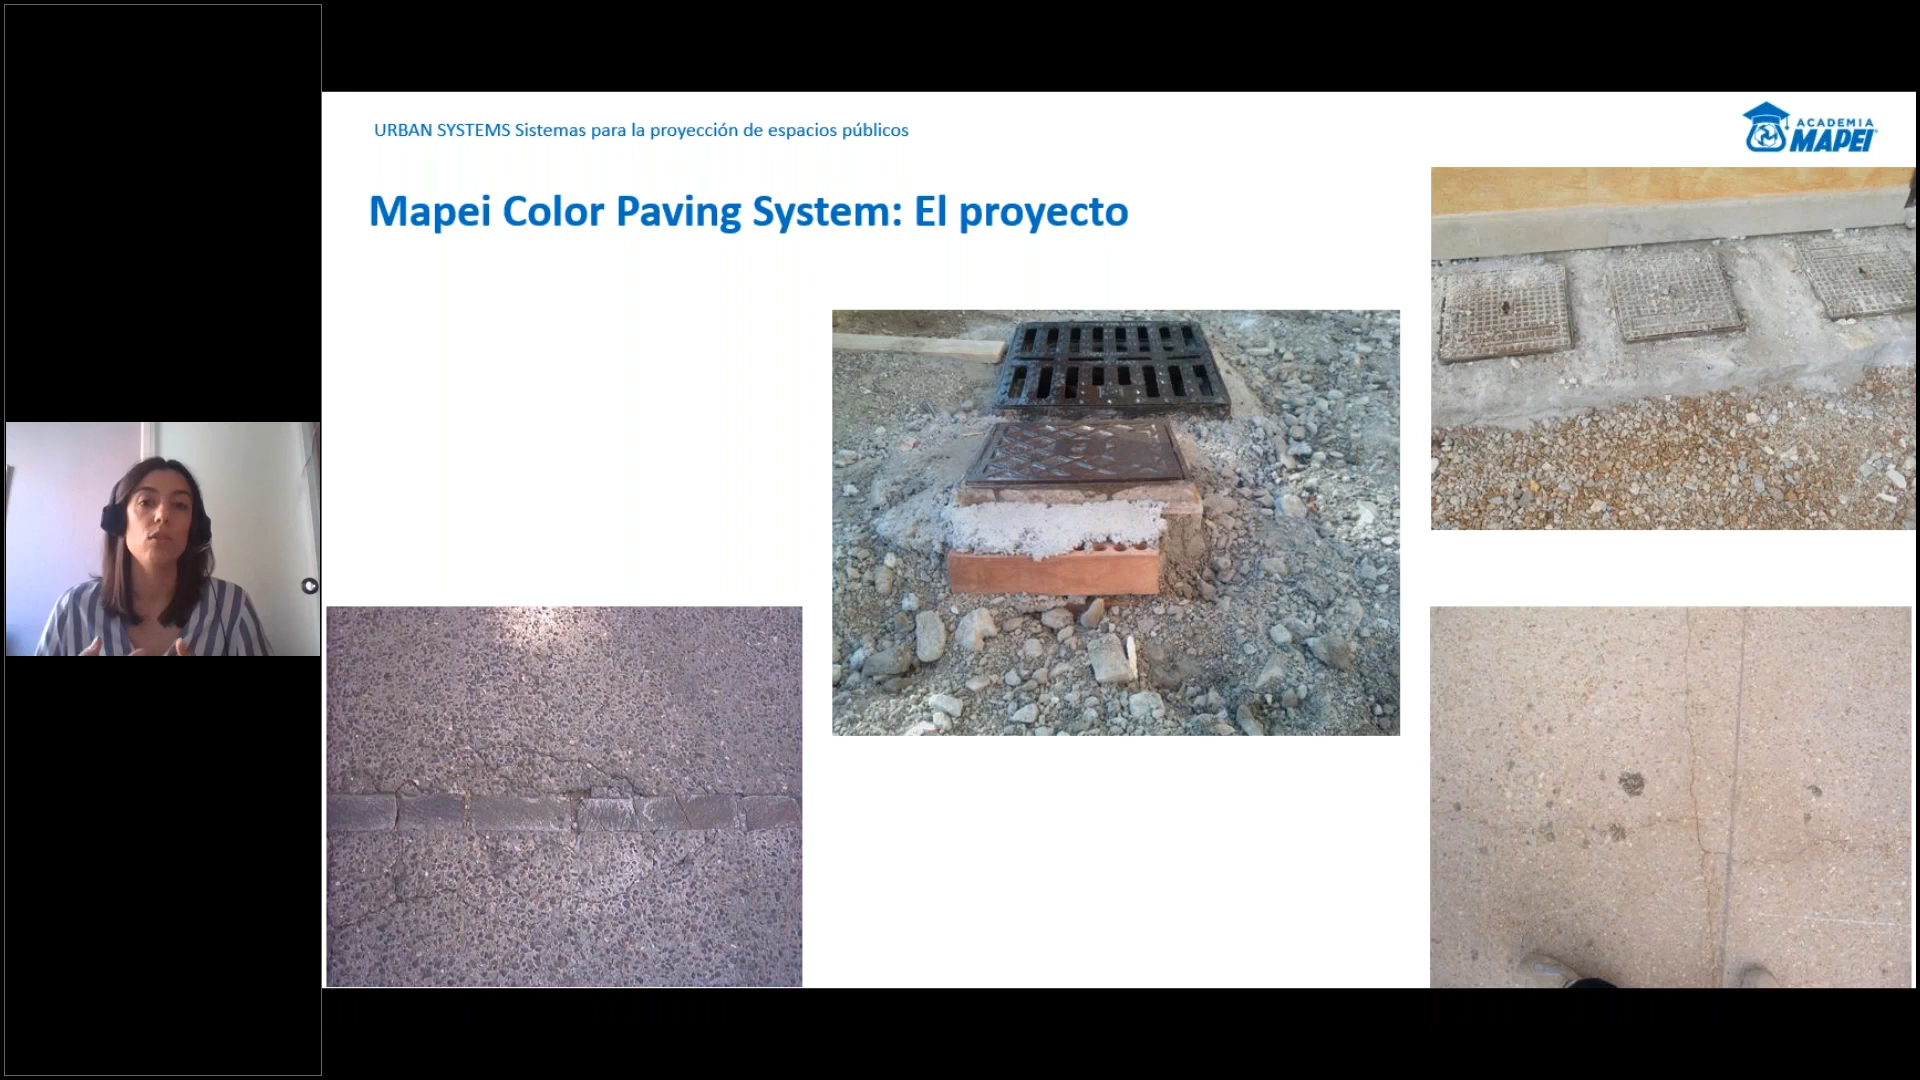 URBAN SYSTEMS Sistemas para la proyección de espacios públicos
ACADEMIA
MAPEI
Mapei Color Paving System: El proyecto